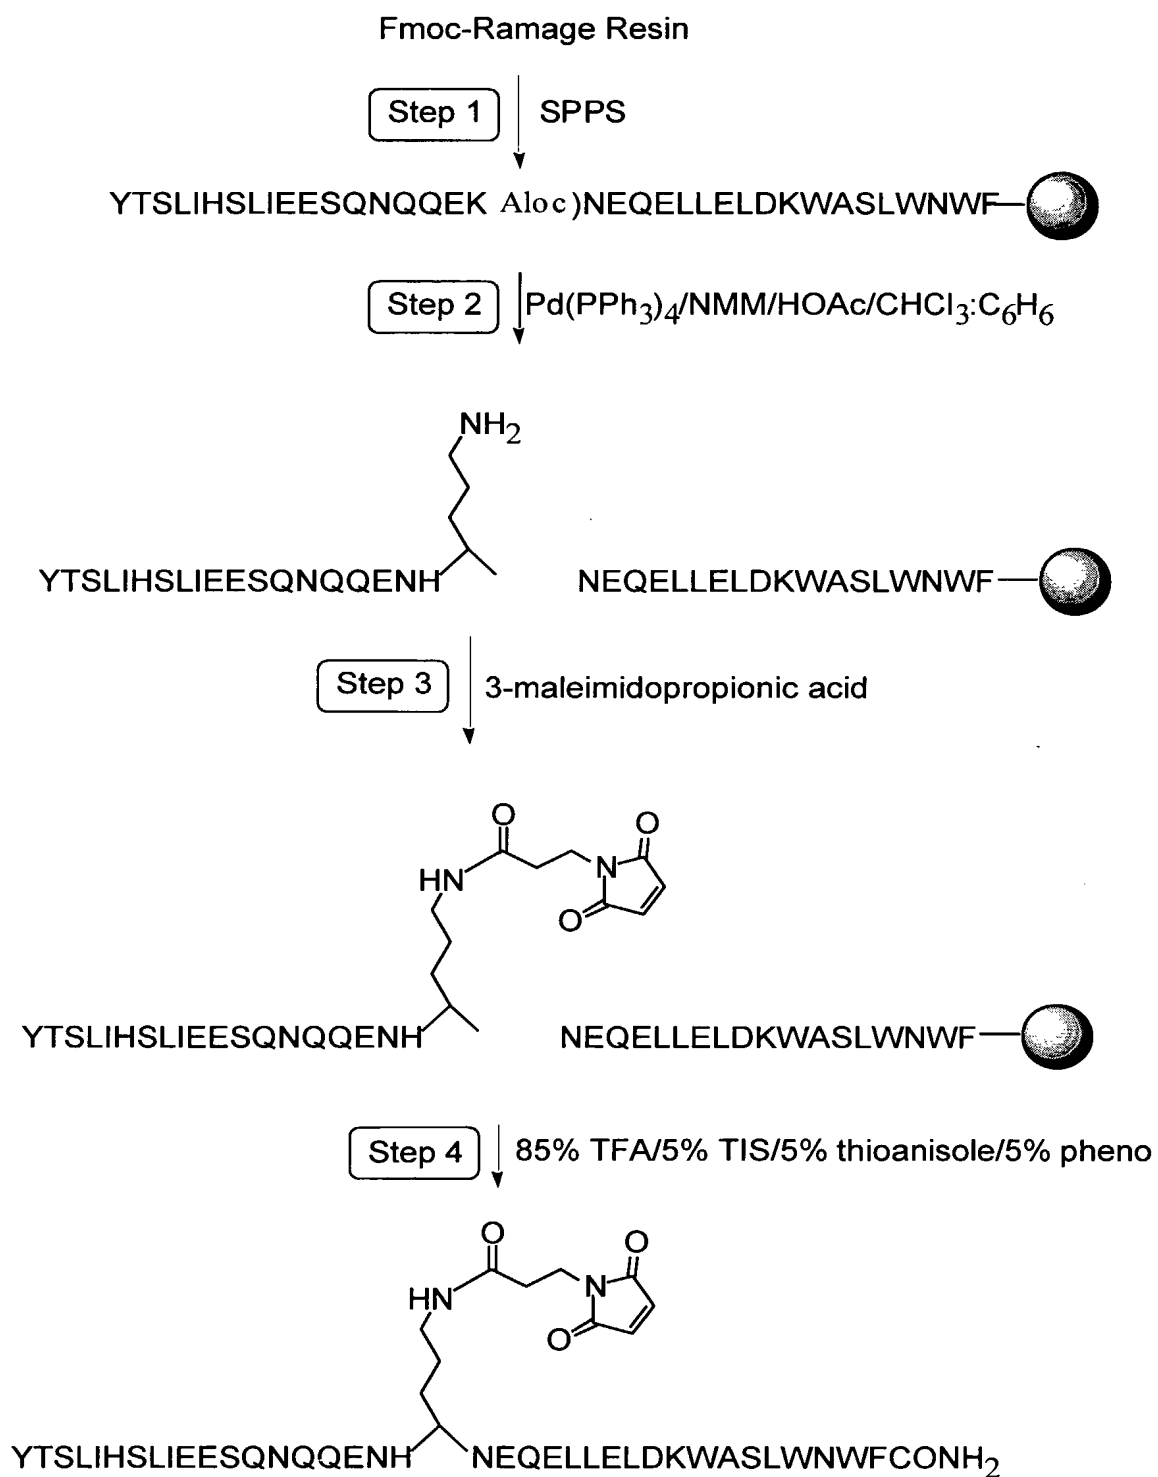 Fmoc-Ramage Resin
Step 1 SPPS
YTSLIHSLIEESQNQQEK Aloc)NEQELLELDKWASLWNWF
Step 2 Pd(PPh3)4/NMM/HOAc/CHCl3:C6H6
NH2
YTSLIHSLIEESQNQQENH NEQELLELDKWASLWNWF
Step 3 3-maleimidopropionic acid
O O
HN N
O
YTSLIHSLIEESQNQQENH NEQELLELDKWASLWNWF
Step 4 85% TFA/5% TIS/5% thioanisole/5% pheno
O O
HN N
O
YTSLIHSLIEESQNQQENH NEQELLELDKWASLWNWFCONH2